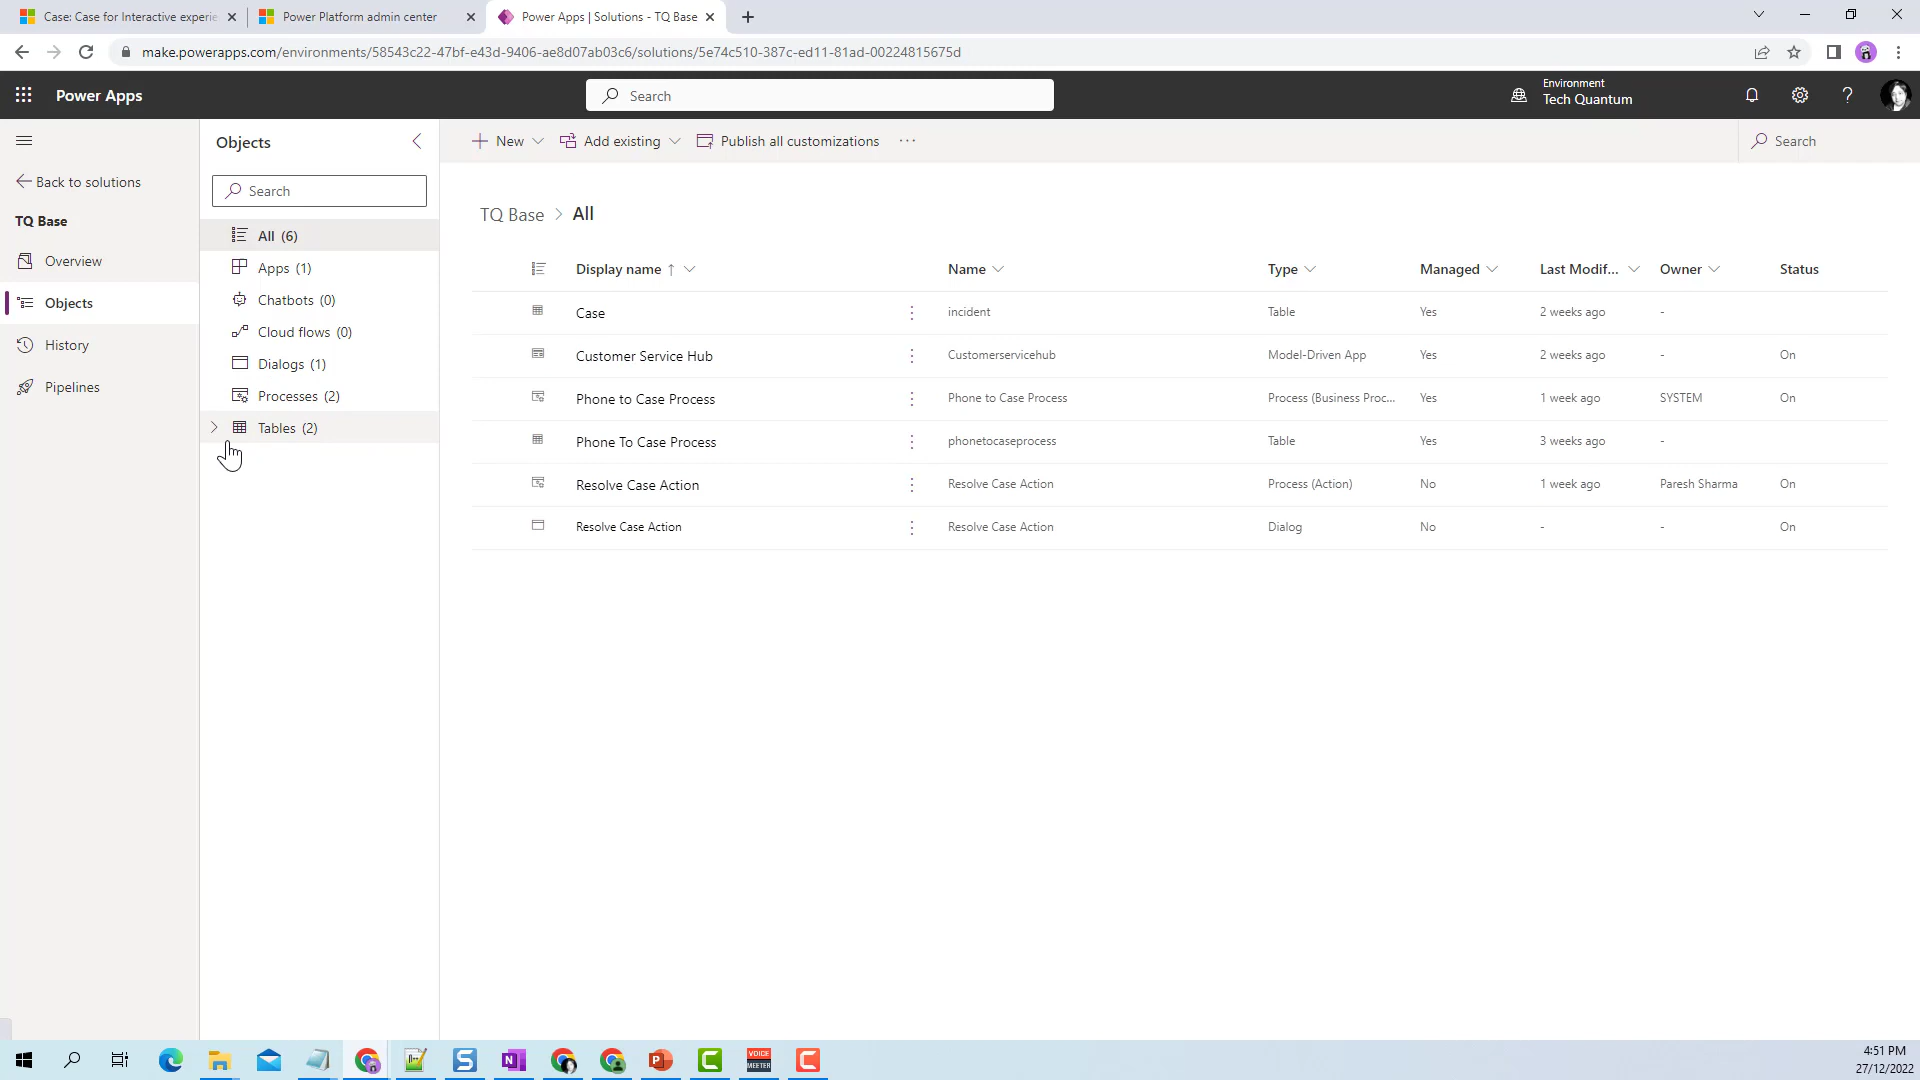 Case: Case for Interactive experie
Power Platform admin center
Power Apps | Solutions - TQ Base
make.powerapps.com/environments/58543c22-47bf-e43d-9406-ae8d07ab03c6/solutions/5e74c510-387c-ed11-81ad-00224815675d
Power Apps
Search
Environment
Tech Quantum
Back to solutions
TQ Base
Overview
Objects
History
Pipelines
Objects
Search
All (6)
Apps (1)
Chatbots (0)
Cloud flows (0)
Dialogs (1)
Processes (2)
Tables (2)
New
Add existing
Publish all customizations
Search
TQ Base > All
Display name ↑ Name Type Managed Last Modif... Owner Status
Case incident Table Yes 2 weeks ago -
Customer Service Hub Customerservicehub Model-Driven App Yes 2 weeks ago - On
Phone to Case Process Phone to Case Process Process (Business Proc... Yes 1 week ago SYSTEM On
Phone To Case Process phonetocaseprocess Table Yes 3 weeks ago -
Resolve Case Action Resolve Case Action Process (Action) No 1 week ago Paresh Sharma On
Resolve Case Action Resolve Case Action Dialog No - - On
VOICE
MEETER
4:51 PM
27/12/2022